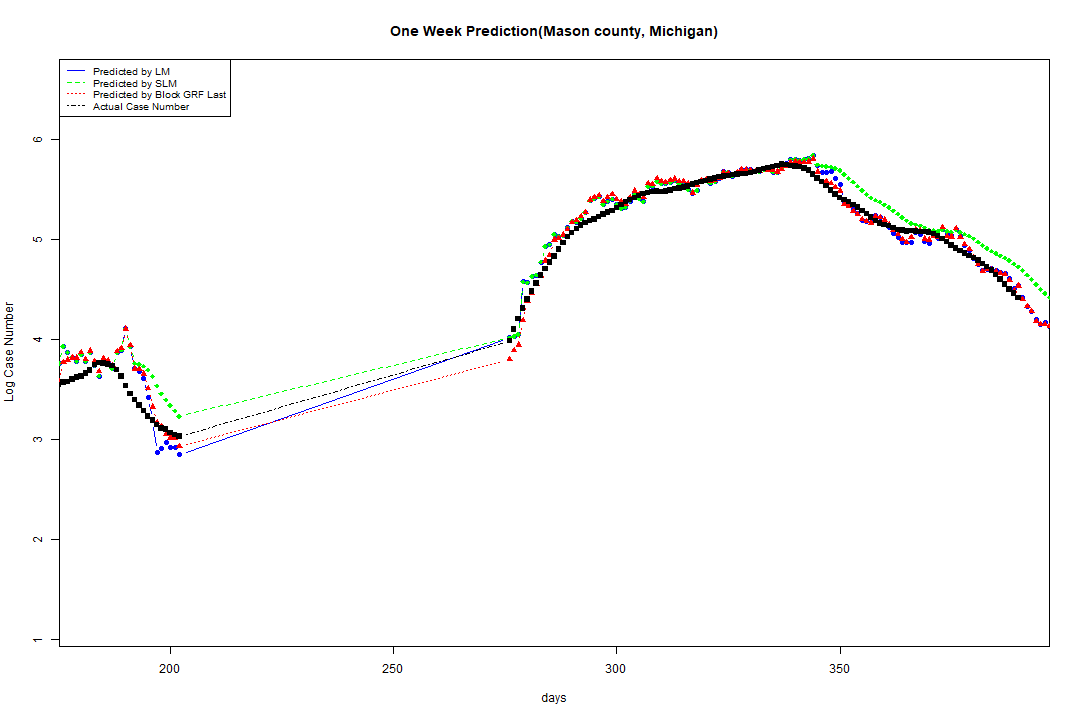 One Week Prediction(Mason county, Michigan)
Predicted by LM
Predicted by SLM
Predicted by Block GRF Last
Actual Case Number
6
5
4
3
2
1
Log Case Number
200 250 300 350
days